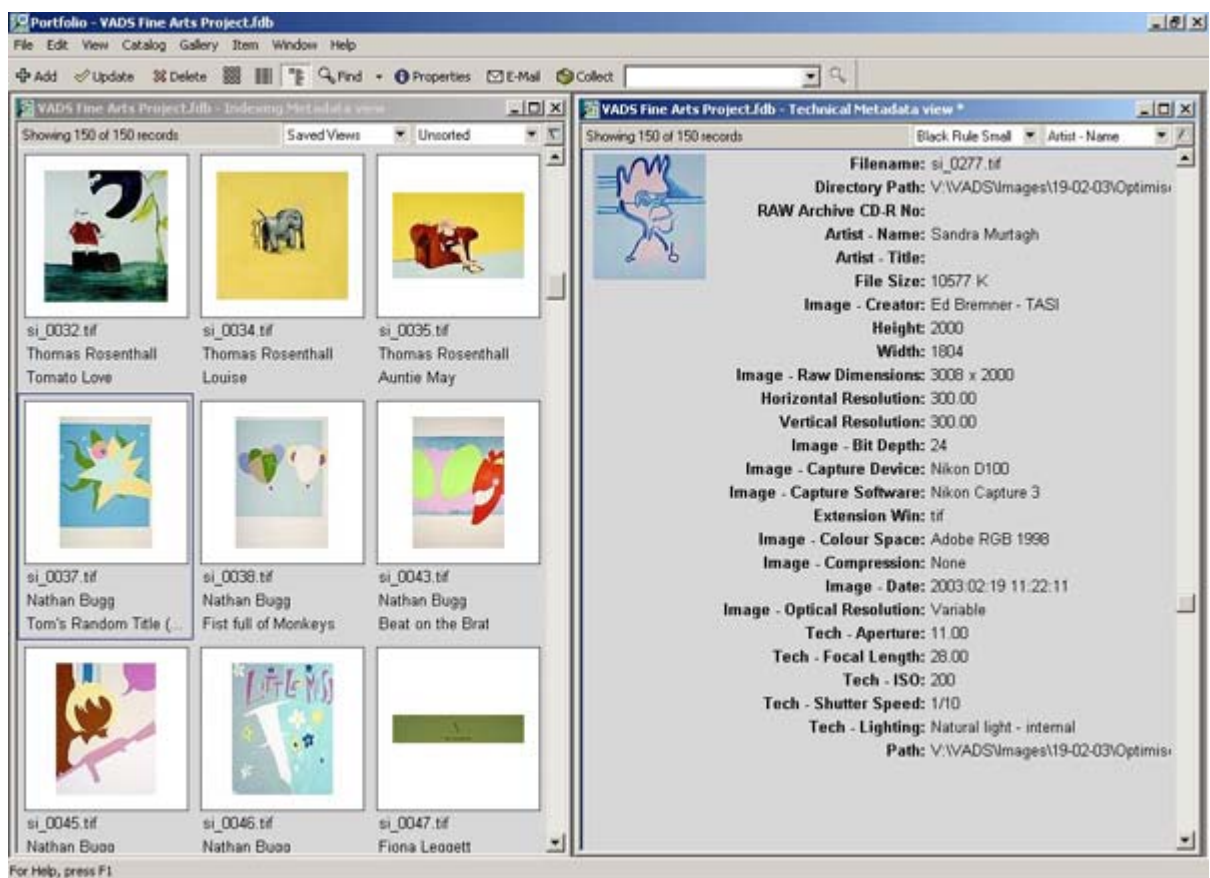 Portfolio - VADS Fine Arts Project.fdb
File Edit View Catalog Gallery Item Window Help
Add Update Delete Find Properties E-Mail Collect
VADS Fine Arts Project.fdb - Indexing Metadata view
Showing 150 of 150 records Saved Views Unsorted
si_0032.tif si_0034.tif si_0035.tif
Thomas Rosenthall Thomas Rosenthall Thomas Rosenthall
Tomato Love Louise Auntie May
si_0037.tif si_0038.tif si_0043.tif
Nathan Bugg Nathan Bugg Nathan Bugg
Tom's Random Title (... Fist full of Monkeys Beat on the Brat
LITTLE MISS
si_0045.tif si_0046.tif si_0047.tif
Nathan Bugg Nathan Bugg Fiona Leggett
VADS Fine Arts Project.fdb - Technical Metadata view *
Showing 150 of 150 records Black Rule Small Artist - Name
Filename: si_0277.tif
Directory Path: V:\VADS\Images\19-02-03\Optimis
RAW Archive CD-R No:
Artist - Name: Sandra Murtagh
Artist - Title:
File Size: 10577 K
Image - Creator: Ed Bremner - TASI
Height: 2000
Width: 1804
Image - Raw Dimensions: 3008 x 2000
Horizontal Resolution: 300.00
Vertical Resolution: 300.00
Image - Bit Depth: 24
Image - Capture Device: Nikon D100
Image - Capture Software: Nikon Capture 3
Extension Win: tif
Image - Colour Space: Adobe RGB 1998
Image - Compression: None
Image - Date: 2003:02:19 11:22:11
Image - Optical Resolution: Variable
Tech - Aperture: 11.00
Tech - Focal Length: 28.00
Tech - ISO: 200
Tech - Shutter Speed: 1/10
Tech - Lighting: Natural light - internal
Path: V:\VADS\Images\19-02-03\Optimis
For Help, press F1